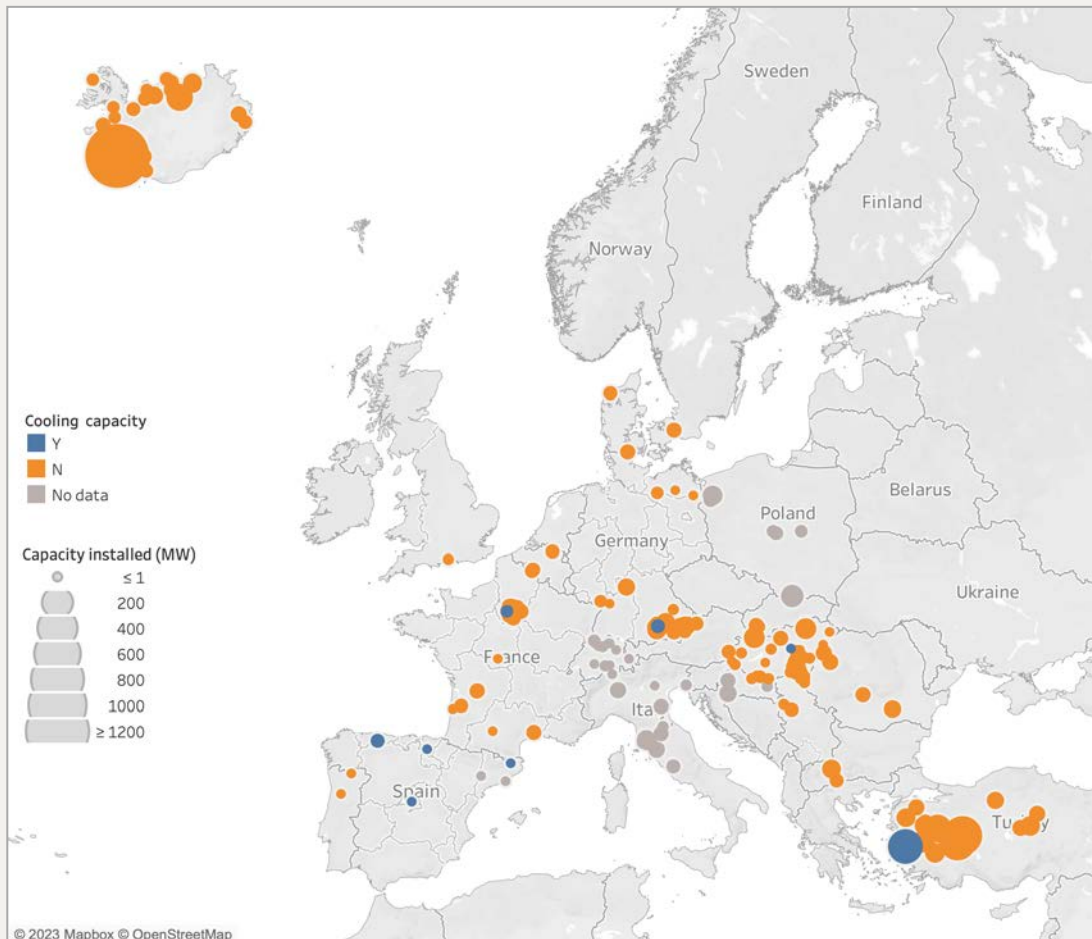 Sweden
Finland
Norway
Cooling capacity
Y
N
No data
Belarus
Poland
Germany
Capacity installed (MW)
≤ 1
200
400
600
800
1000
≥ 1200
Ukraine
France
Ita
Spain
© 2023 Mapbox © OpenStreetMap